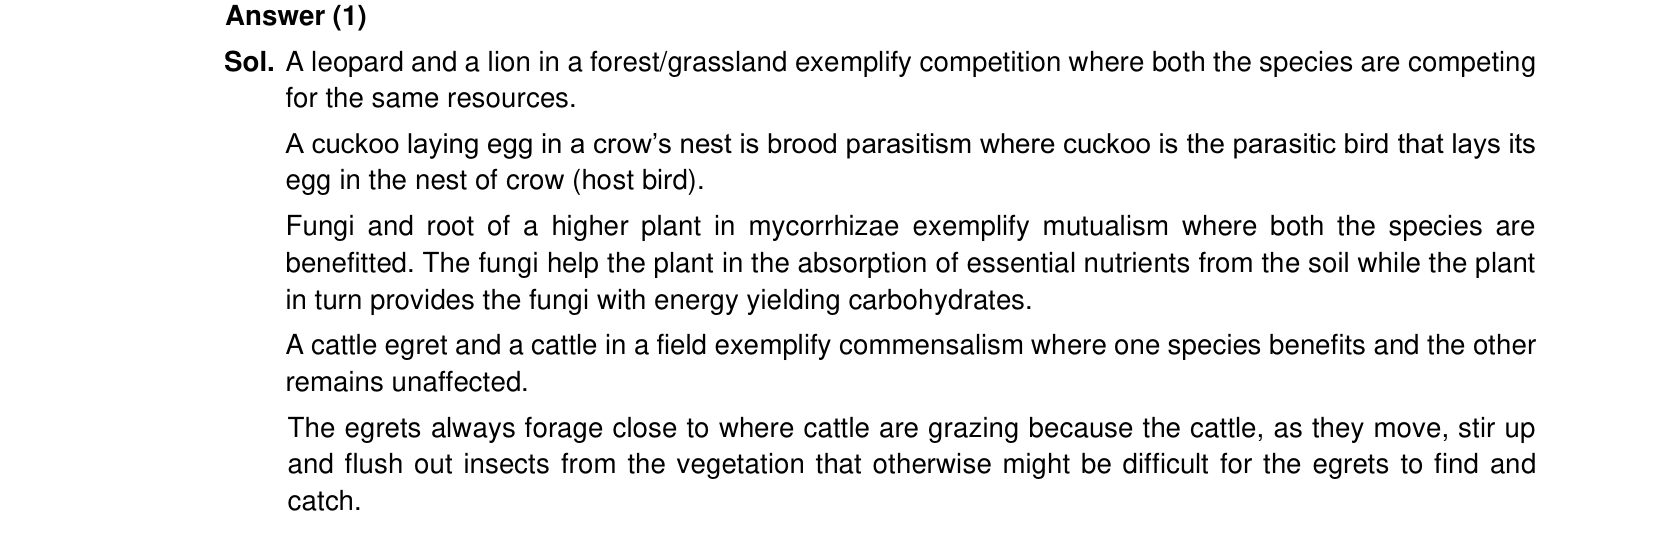 Answer (1)
Sol. A leopard and a lion in a forest/grassland exemplify competition where both the species are competing
for the same resources.
A cuckoo laying egg in a crow’s nest is brood parasitism where cuckoo is the parasitic bird that lays its
egg in the nest of crow (host bird).
Fungi and root of a higher plant in mycorrhizae exemplify mutualism where both the species are
benefitted. The fungi help the plant in the absorption of essential nutrients from the soil while the plant
in turn provides the fungi with energy yielding carbohydrates.
A cattle egret and a cattle in a field exemplify commensalism where one species benefits and the other
remains unaffected.
The egrets always forage close to where cattle are grazing because the cattle, as they move, stir up
and flush out insects from the vegetation that otherwise might be difficult for the egrets to find and
catch.